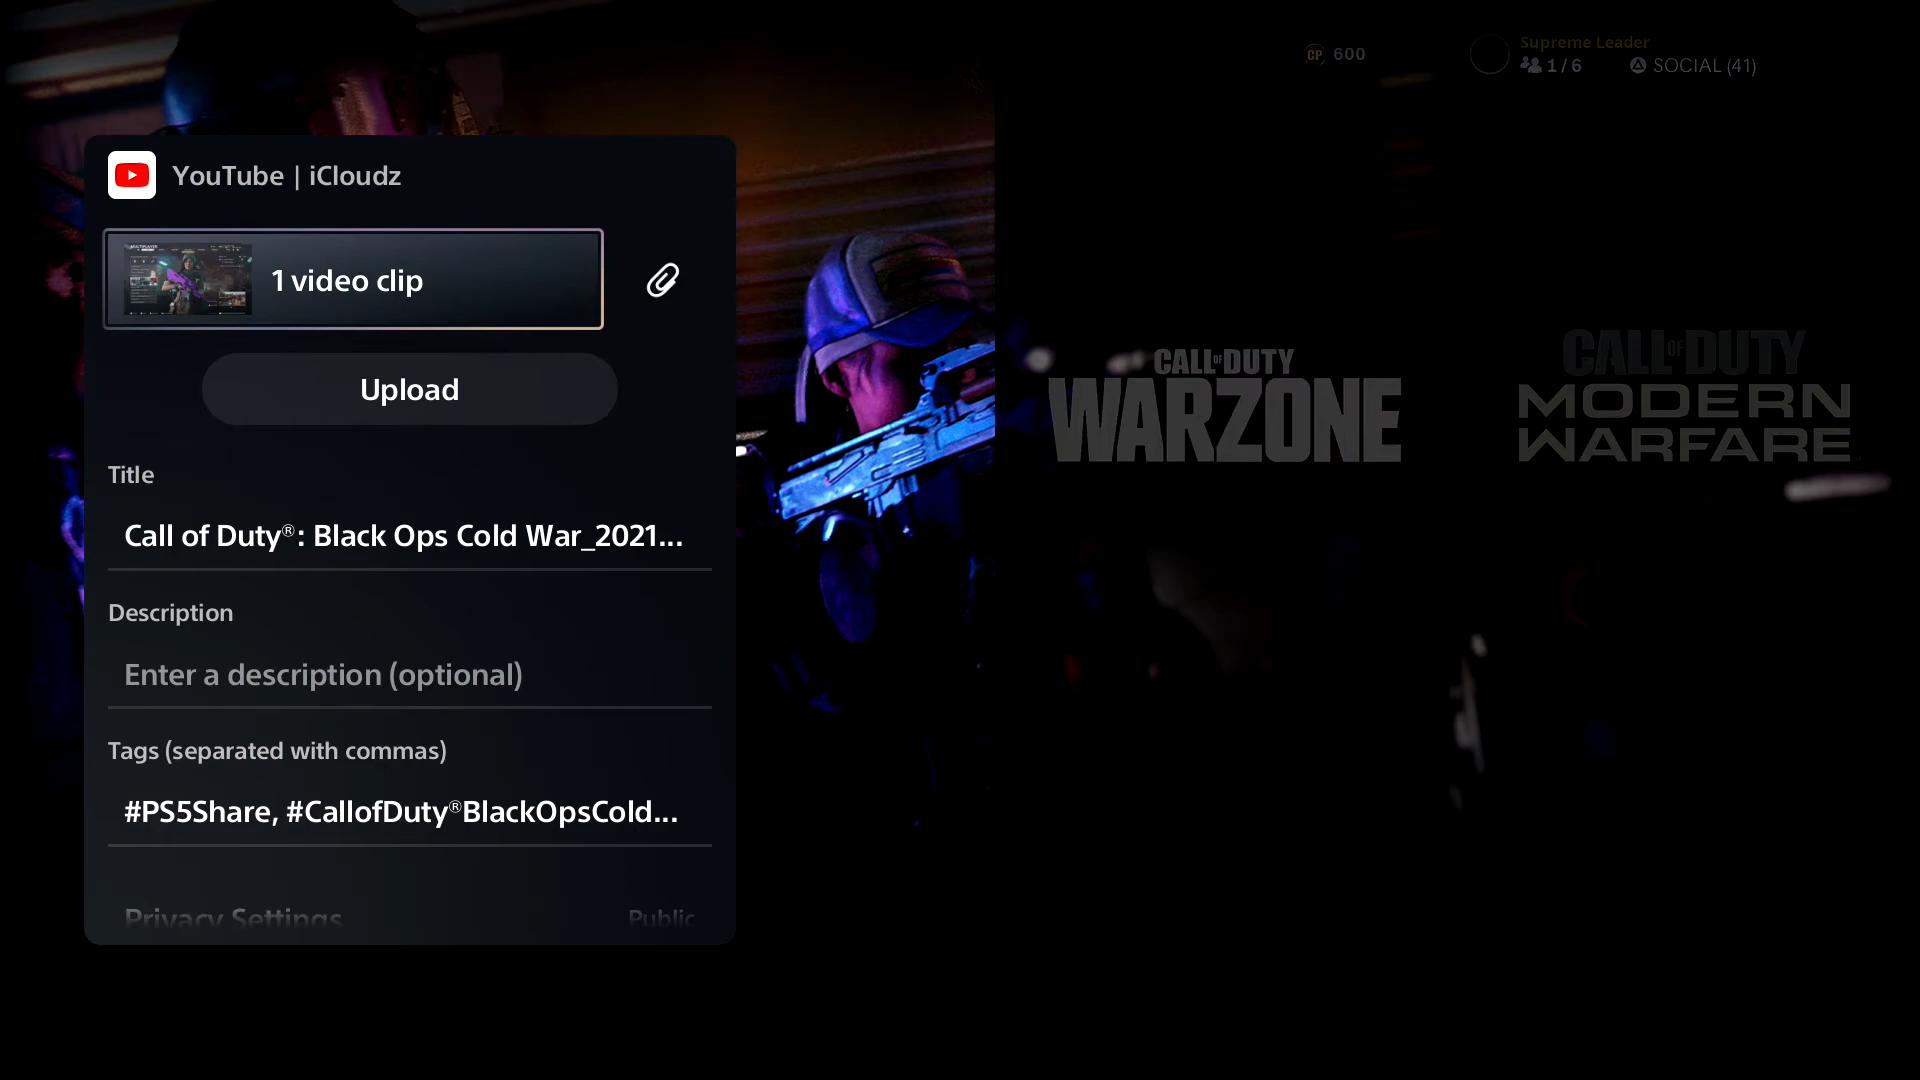 CP 600
Supreme Leader
1 / 6
SOCIAL (41)
YouTube | iCloudz
1 video clip
Upload
Title
Call of Duty®: Black Ops Cold War_2021...
Description
Enter a description (optional)
Tags (separated with commas)
#PS5Share, #CallofDuty®BlackOpsCold...
Privacy Settings
Public
CALL OF DUTY
WARZONE
CALL OF DUTY
MODERN
WARFARE